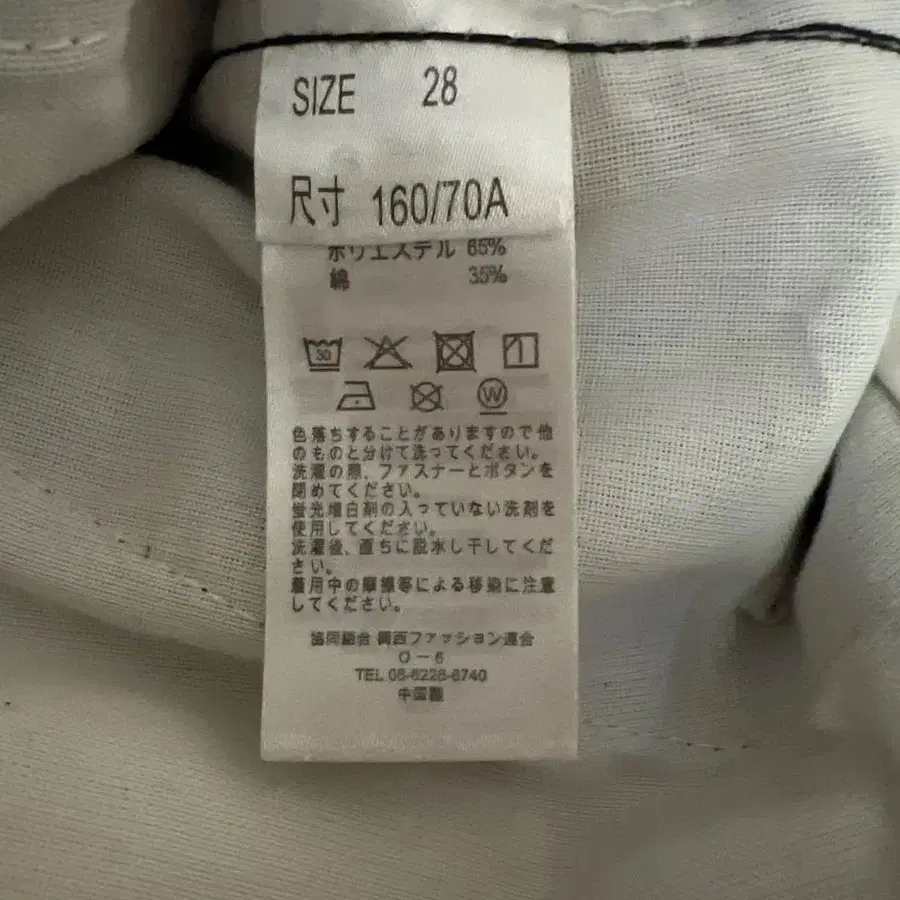 SIZE 28
尺寸 160/70A
ポリエステル 65%
綿 35%
30
W
色落ちすることがありますので他
のものと分けて洗ってください。
洗濯の際、ファスナーとボタンを
閉めてください。
蛍光増白剤の入っていない洗剤を
使用してください。
洗濯後、直ちに脱水し干してくだ
さい。
着用中の摩擦等による移染に注意
してください。
協同組合 関西ファッション連合
O-6
TEL 06-6228-6740
中国製